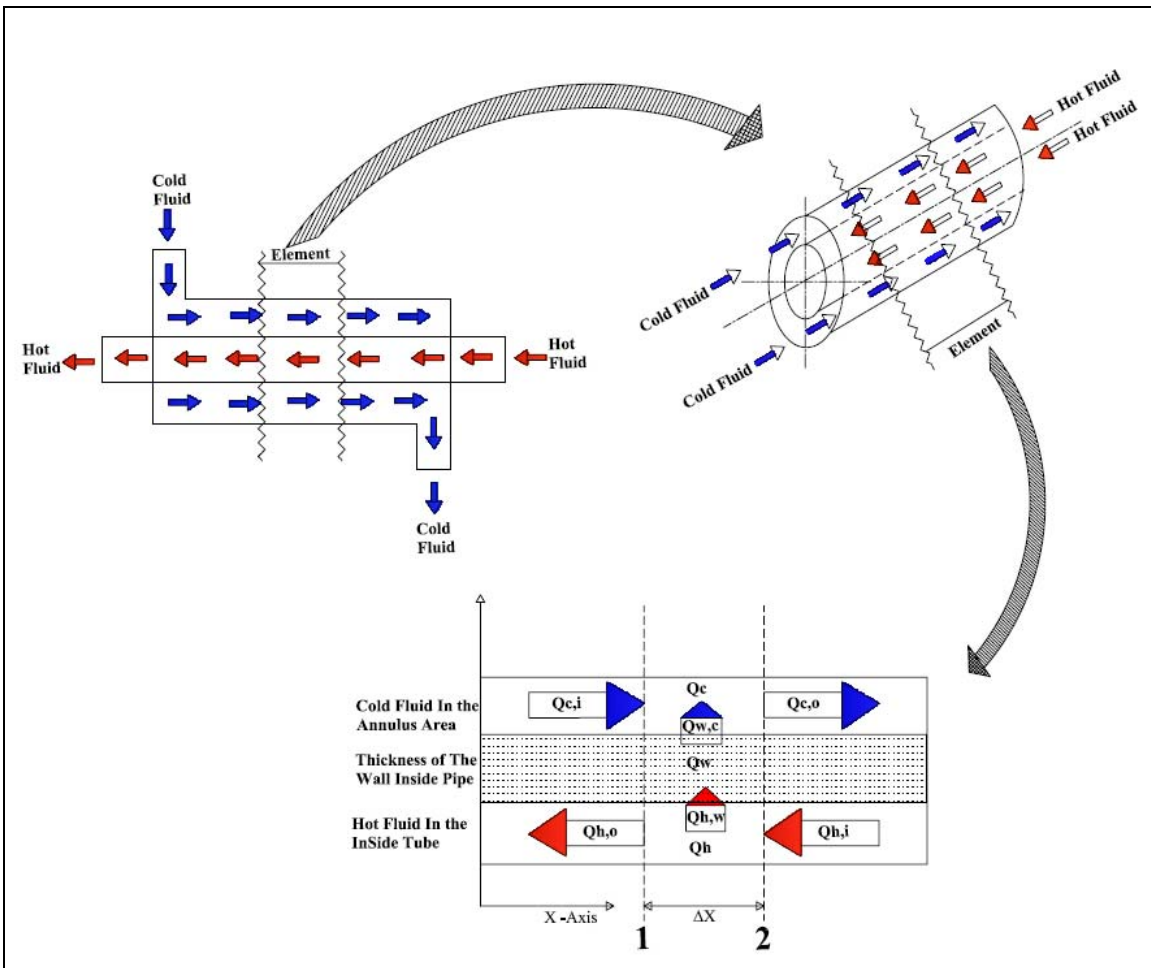 Cold
Fluid
Element
Hot
Fluid
Hot
Fluid
Cold
Fluid
Hot Fluid
Hot Fluid
Cold Fluid
Cold Fluid
Element
Cold Fluid In the
Annulus Area
Thickness of The
Wall Inside Pipe
Hot Fluid In the
InSide Tube
Qc,i
Qc
Qc,o
Qw,c
Qw
Qh,w
Qh,o
Qh
Qh,i
X -Axis
ΔX
1
2